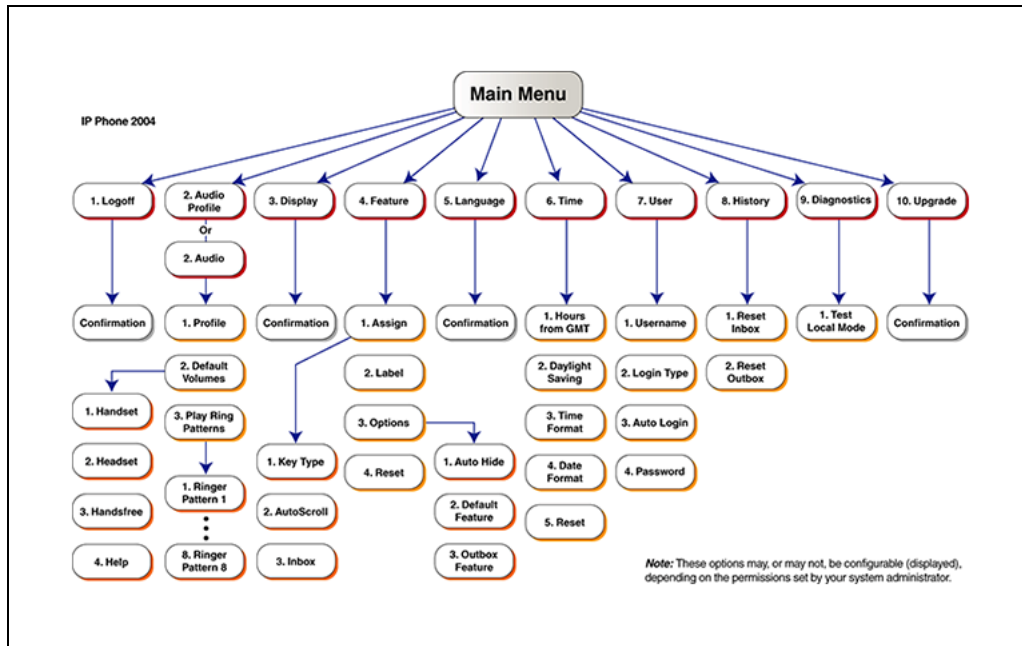 Main Menu
IP Phone 2004
1. Logoff
2. Audio
Profile
Or
2. Audio
3. Display
4. Feature
5. Language
6. Time
7. User
8. History
9. Diagnostics
10. Upgrade
Confirmation
1. Profile
Confirmation
1. Assign
Confirmation
1. Hours
from GMT
1. Username
1. Reset
Inbox
1. Test
Local Mode
Confirmation
2. Default
Volumes
2. Label
2. Daylight
Saving
2. Login Type
2. Reset
Outbox
1. Handset
3. Play Ring
Patterns
3. Options
3. Time
Format
3. Auto Login
2. Headset
1. Key Type
4. Reset
1. Auto Hide
4. Date
Format
4. Password
1. Ringer
Pattern 1
3. Handsfree
2. AutoScroll
2. Default
Feature
5. Reset
4. Help
8. Ringer
Pattern 8
3. Inbox
3. Outbox
Feature
Note: These options may, or may not, be configurable (displayed),
depending on the permissions set by your system administrator.